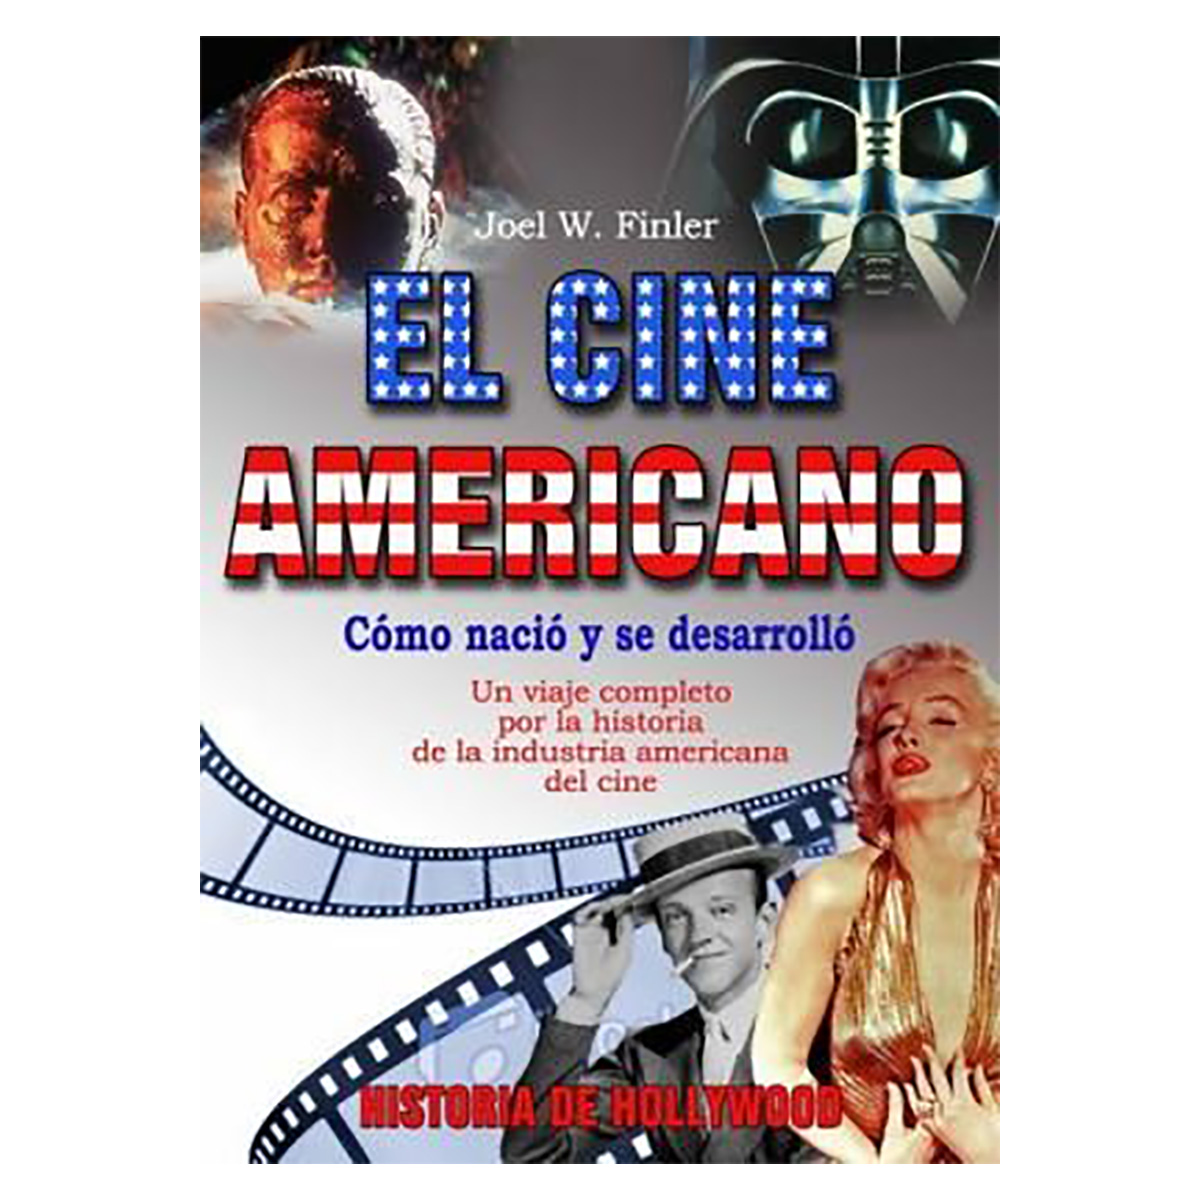 Joel W. Finler
EL CINE
AMERICANO
Cómo nació y se desarrolló
Un viaje completo
por la historia
de la industria americana
del cine
HISTORIA DE HOLLYWOOD